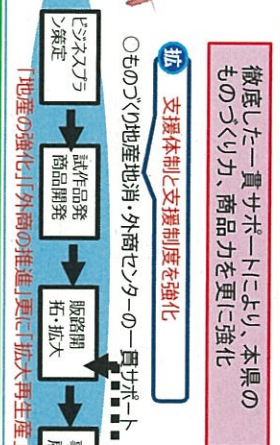 徹底した一貫サポートにより、本県の
ものづくり力、商品力を更に強化
拡
支援体制と支援制度を強化
○ものづくり地産地消・外商センターの一貫サポート
ビジネスプラ
ン策定
試作品発
商品開発
販路開
拓・拡大
「地産の強化」「外商の推進」更に「拡大再生産」